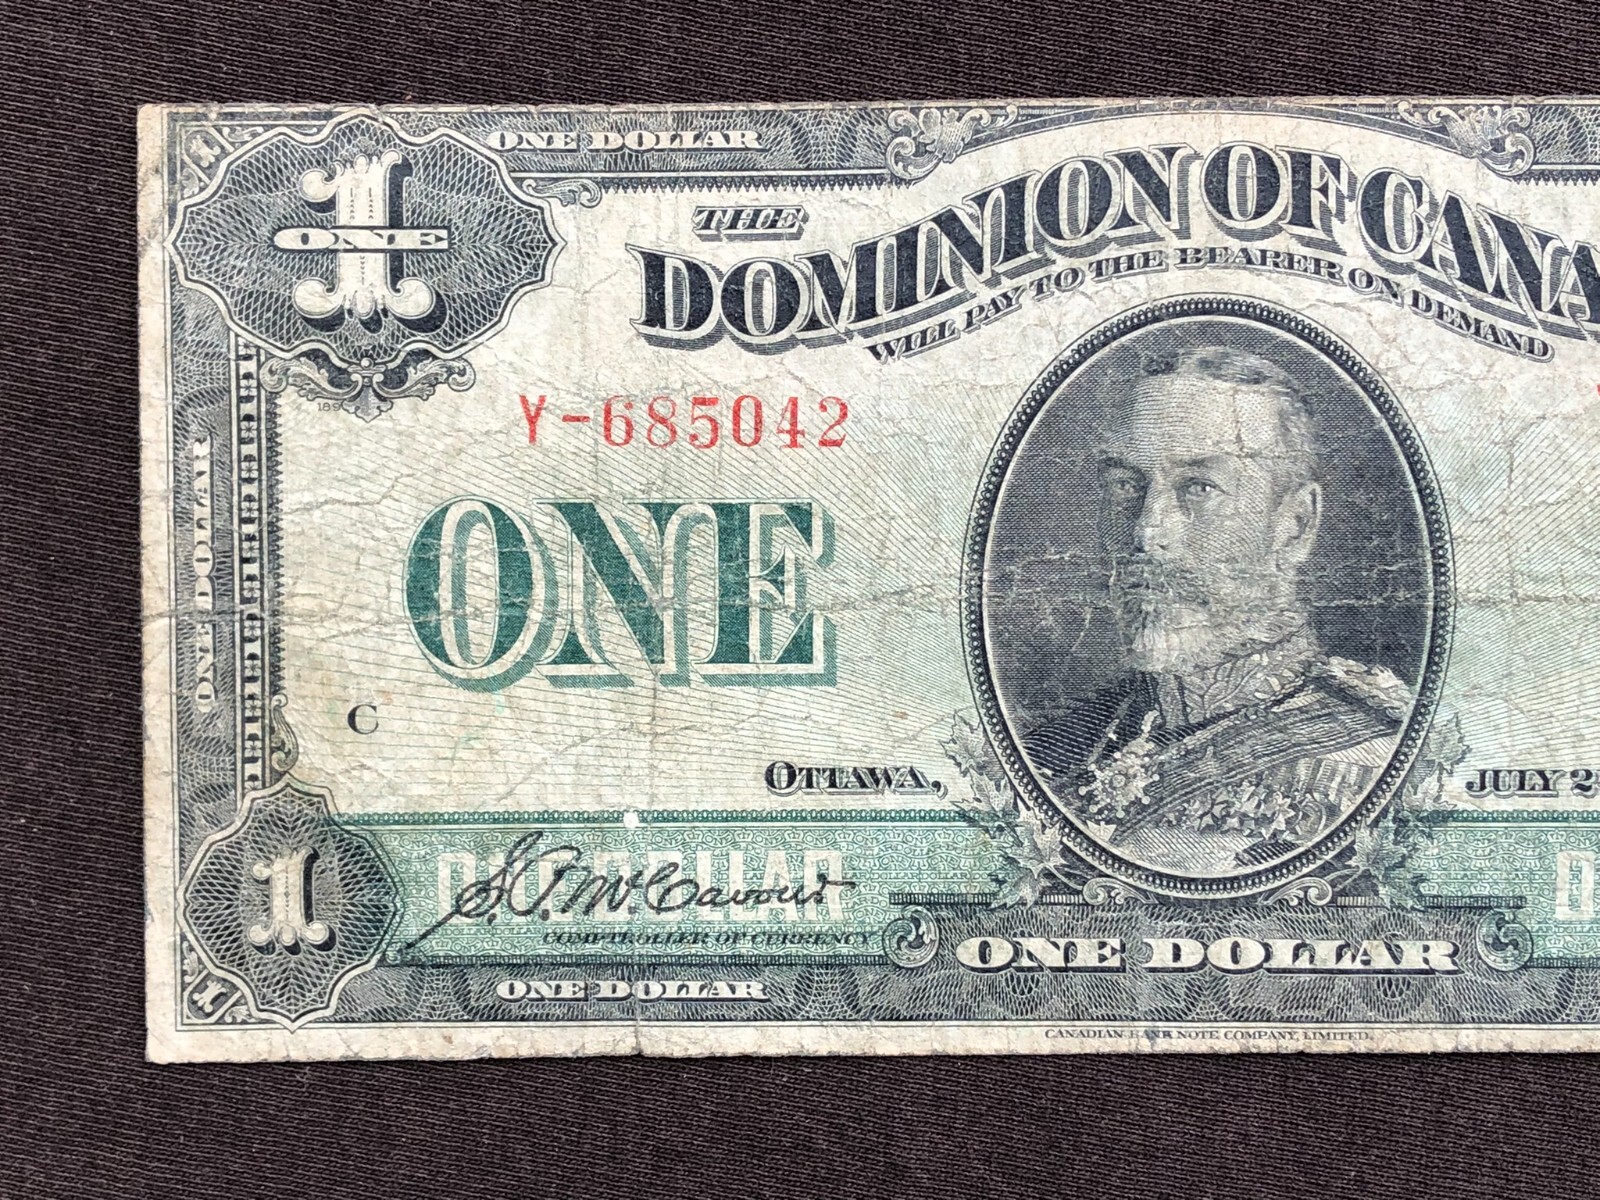 ONE DOLLAR
1
ONE
THE
DOMINION OF CANA
WILL PAY TO THE BEARER ON DEMAND
Y-685042
ONE
ONE DOLLAR
C
OTTAWA,
JULY 2
1
ONE DOLLAR
COMPTROLLER OF CURRENCY
ONE DOLLAR
ONE DOLLAR
CANADIAN BANK NOTE COMPANY, LIMITED.